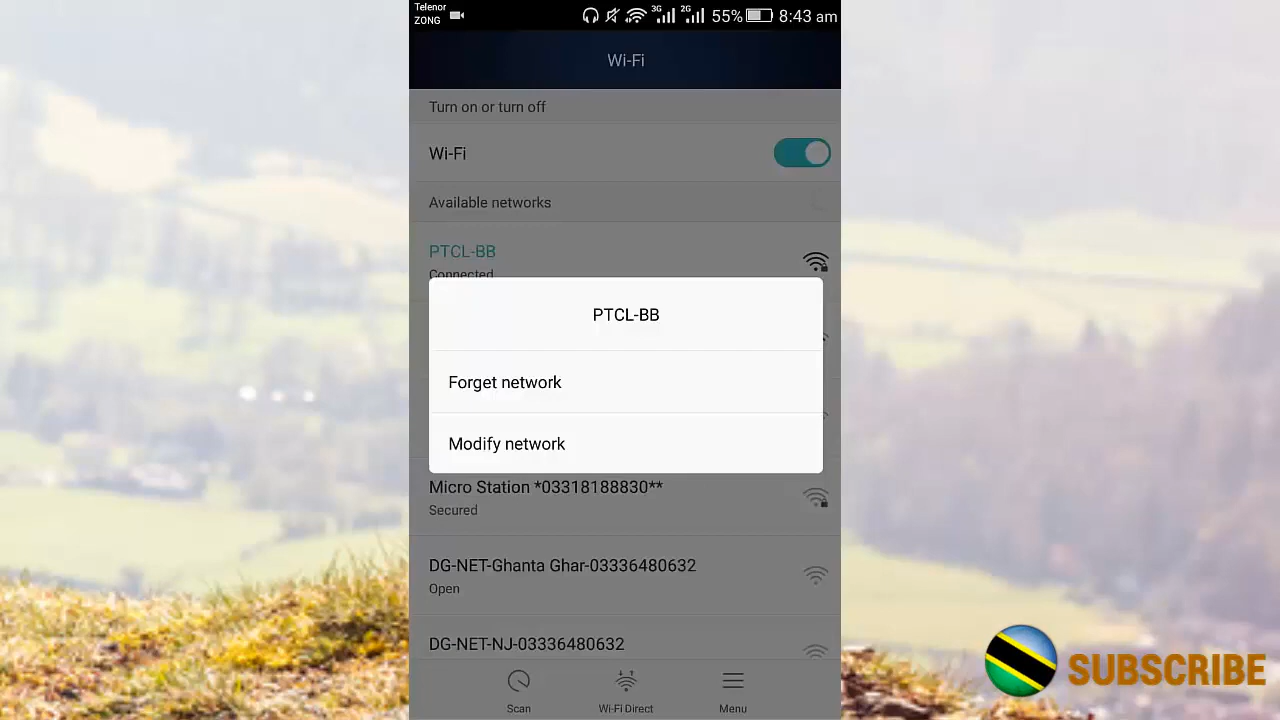 Telenor
ZONG
3G
2G
55%
8:43 am
Wi-Fi
Turn on or turn off
Wi-Fi
Available networks
PTCL-BB
Connected
PTCL-BB
Forget network
Modify network
Micro Station *03318188830**
Secured
DG-NET-Ghanta Ghar-03336480632
Open
DG-NET-NJ-03336480632
Scan
Wi-Fi Direct
Menu
SUBSCRIBE